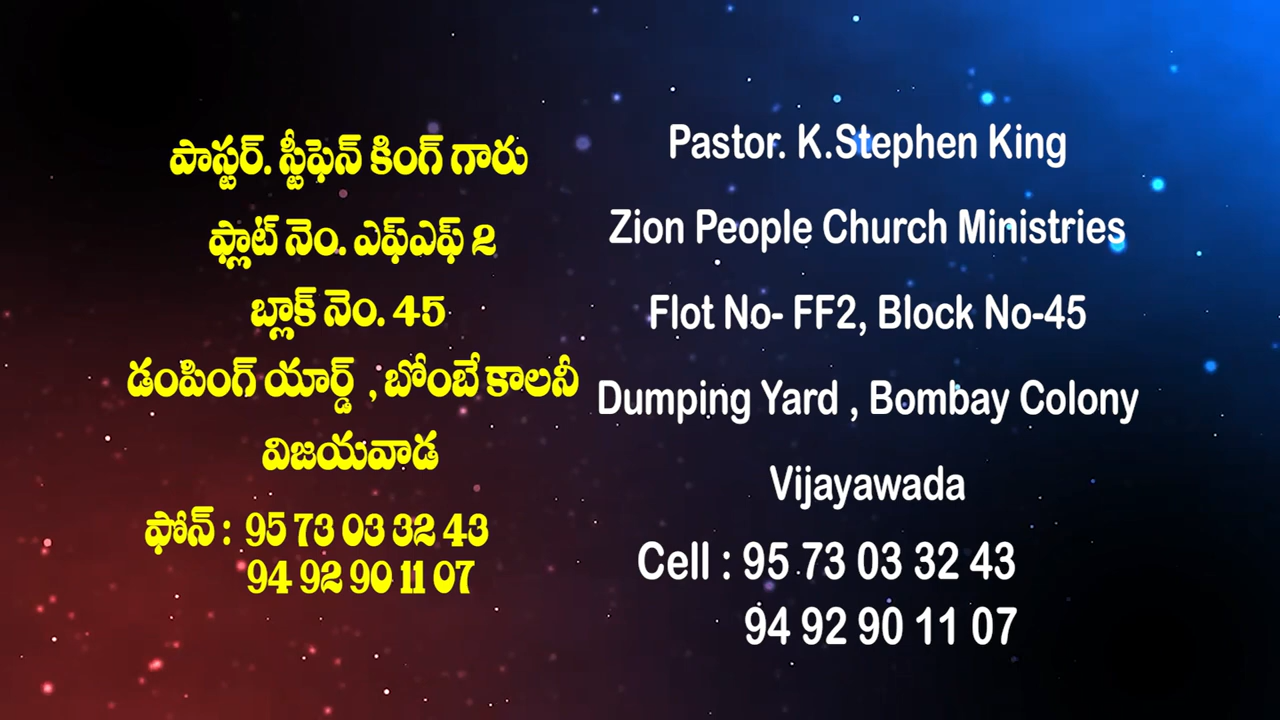 పాస్టర్. స్టీఫెన్ కింగ్ గారు
ఫ్లాట్ నెం. ఎఫ్ఎఫ్ 2
బ్లాక్ నెం. 45
డంపింగ్ యార్డ్ , బోంబే కాలనీ
విజయవాడ
ఫోన్ : 95 73 03 32 43
94 92 90 11 07
Pastor. K.Stephen King
Zion People Church Ministries
Flot No- FF2, Block No-45
Dumping Yard , Bombay Colony
Vijayawada
Cell : 95 73 03 32 43
94 92 90 11 07